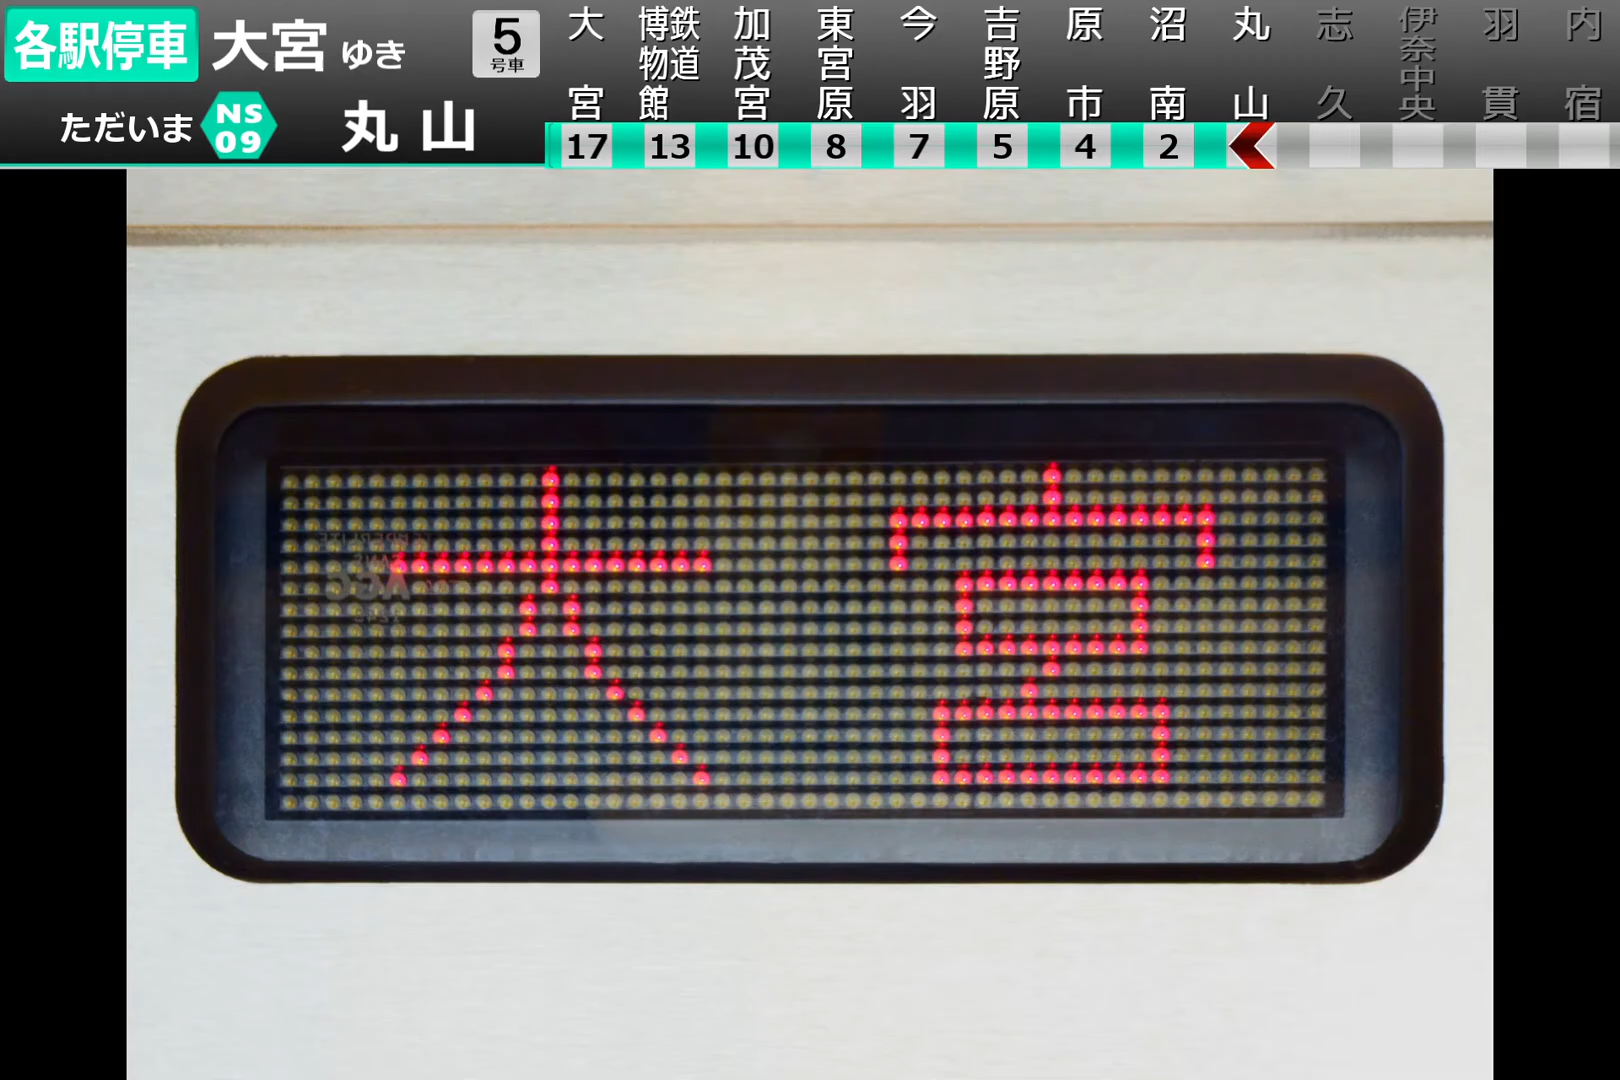 各駅停車 大宮 ゆき
5号車
ただいま NS09 丸山
大宮 鉄道博物館 加茂宮 東宮原 今羽 吉野原 原市 沼南 丸山 志久 伊奈中央 羽貫 内宿
17 13 10 8 7 5 4 2
大宮